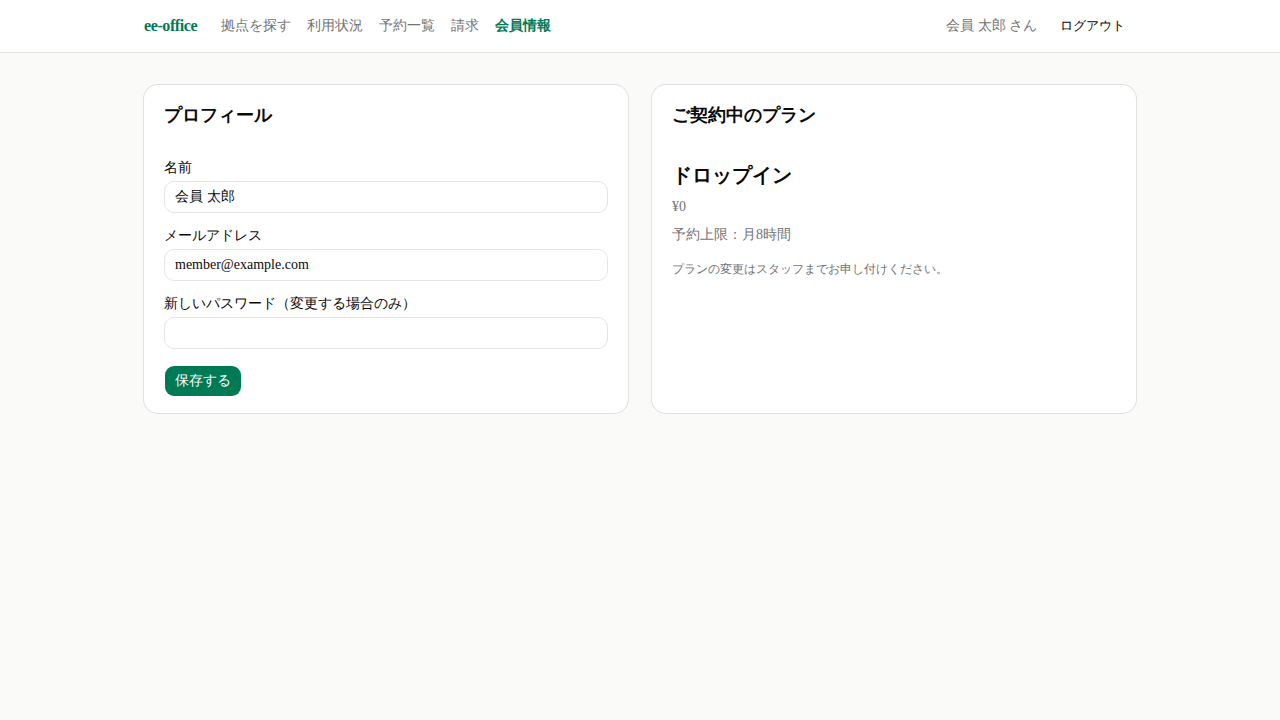 ee-office 拠点を探す 利用状況 予約一覧 請求 会員情報 会員 太郎 さん ログアウト
プロフィール
名前
会員 太郎
メールアドレス
member@example.com
新しいパスワード（変更する場合のみ）
保存する
ご契約中のプラン
ドロップイン
¥0
予約上限：月8時間
プランの変更はスタッフまでお申し付けください。